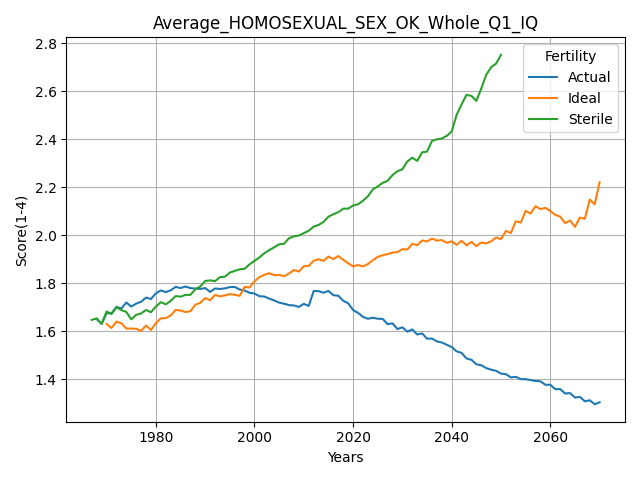 Average_HOMOSEXUAL_SEX_OK_Whole_Q1_IQ
Score(1-4)
2.8
2.6
2.4
2.2
2.0
1.8
1.6
1.4
Fertility
Actual
Ideal
Sterile
1980 2000 2020 2040 2060
Years